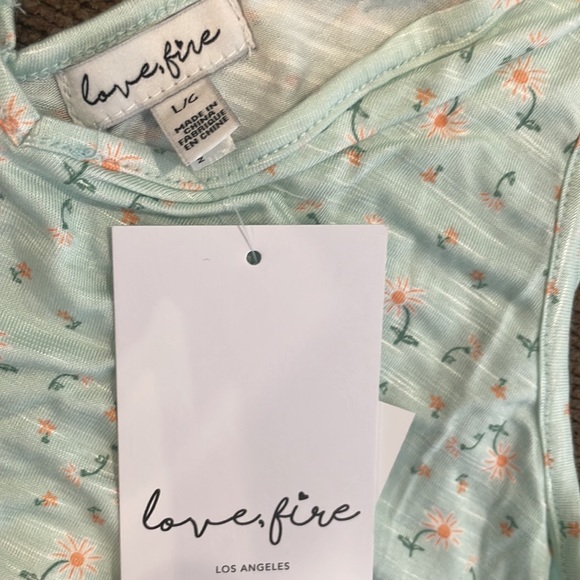 love, fire
L/G
MADE IN
CHINA
FABRIQUÉ
EN CHINE
love, fire
LOS ANGELES